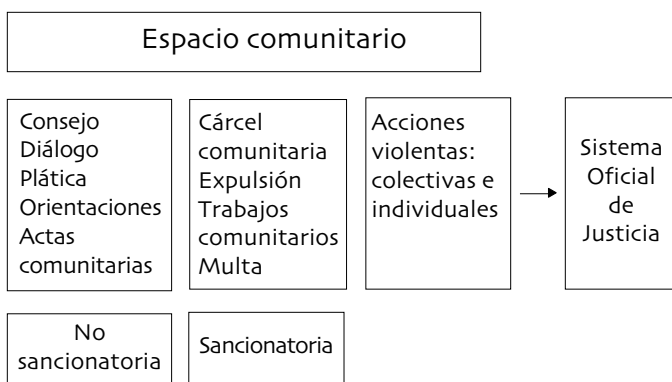 Espacio comunitario
Consejo
Diálogo
Plática
Orientaciones
Actas
comunitarias
Cárcel
comunitaria
Expulsión
Trabajos
comunitarios
Multa
Acciones
violentas:
colectivas e
individuales
Sistema
Oficial
de
Justicia
No
sancionatoria
Sancionatoria